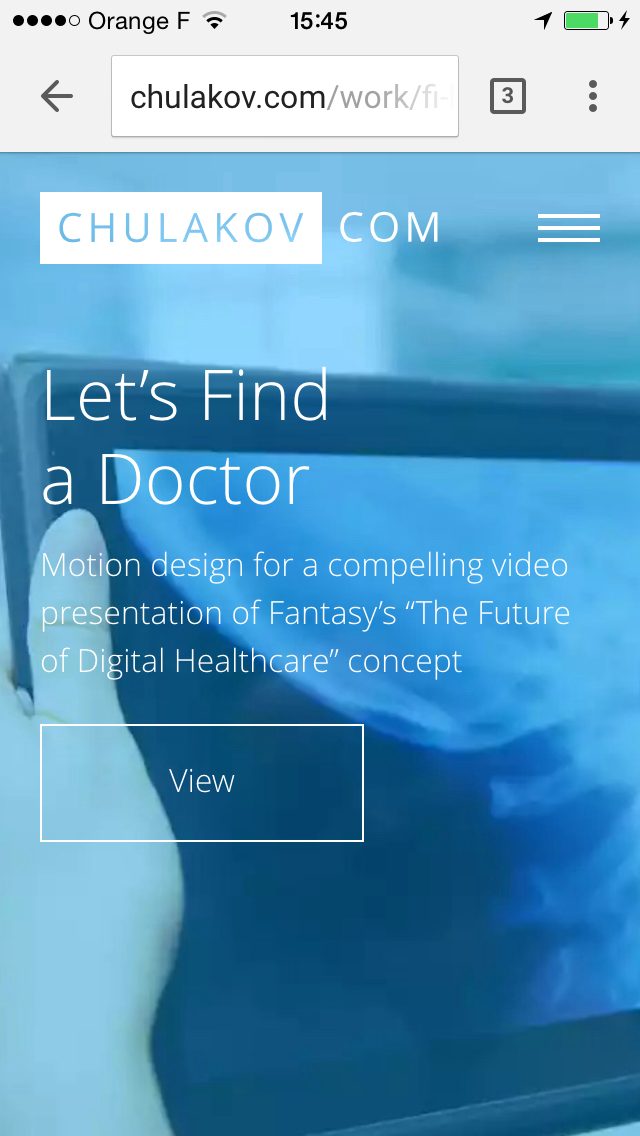 Orange F 15:45
chulakov.com/work/fi-
3
CHULAKOV COM
Let’s Find
a Doctor
Motion design for a compelling video
presentation of Fantasy’s “The Future
of Digital Healthcare” concept
View